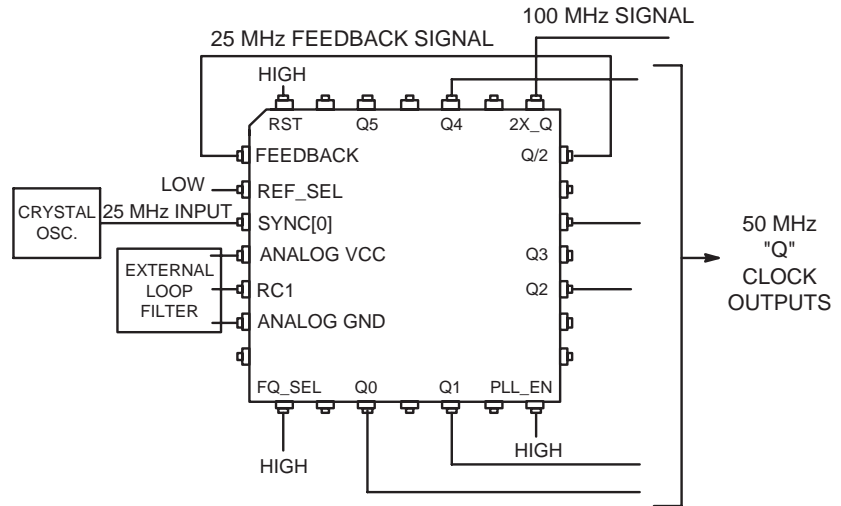 100 MHz SIGNAL
25 MHz FEEDBACK SIGNAL
HIGH
RST Q5 Q4 2X_Q
FEEDBACK Q/2
LOW REF_SEL
CRYSTAL
OSC.
25 MHz INPUT SYNC[0]
ANALOG VCC Q3
EXTERNAL
LOOP
FILTER
RC1 Q2
ANALOG GND
50 MHz
"Q"
CLOCK
OUTPUTS
FQ_SEL Q0 Q1 PLL_EN
HIGH HIGH